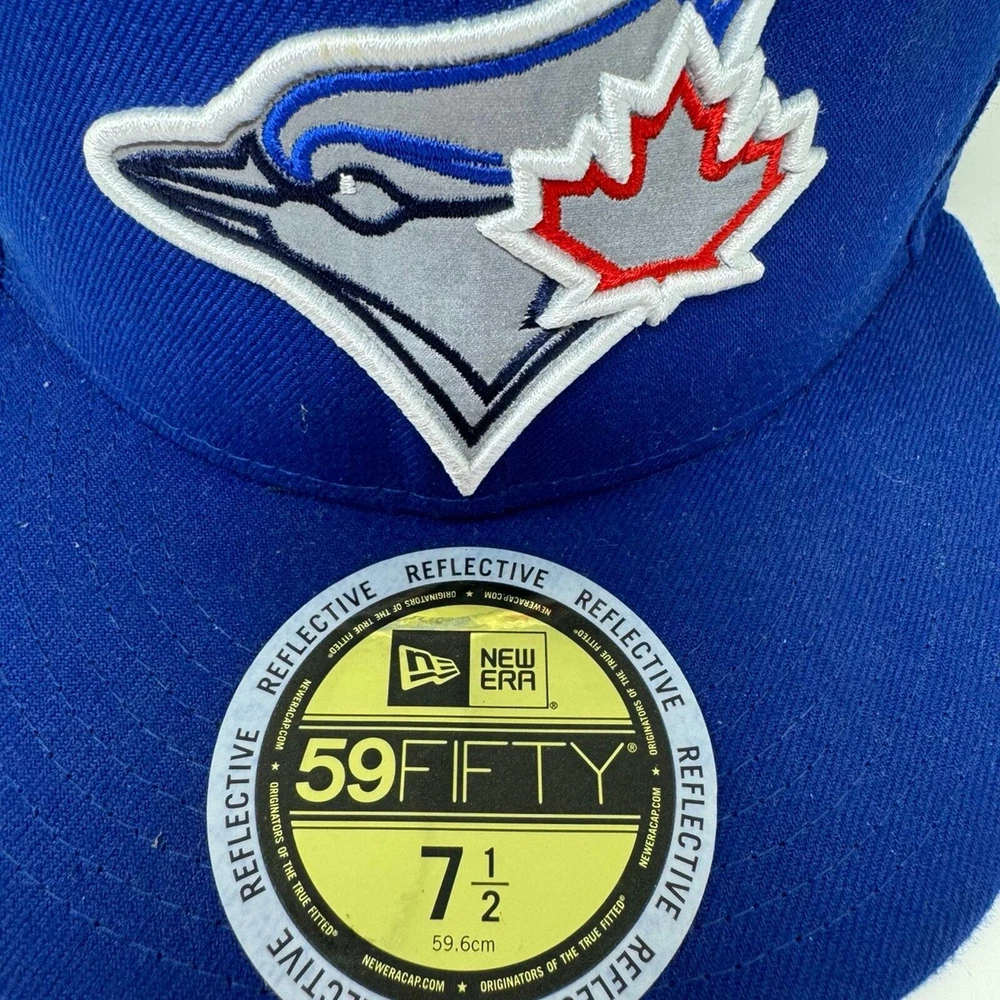 REFLECTIVE REFLECTIVE REFLECTIVE REFLECTIVE REFLECTIVE REFLECTIVE REFLECTIVE
NEWERACAP.COM ★ ORIGINATORS OF THE TRUE FITTED® NEWERACAP.COM ★ ORIGINATORS OF THE TRUE FITTED® NEWERACAP.COM ★ ORIGINATORS OF THE TRUE FITTED® NEWERACAP.COM ★ ORIGINATORS OF THE TRUE FITTED®
NEW
ERA®
59FIFTY®
7 1/2
59.6cm